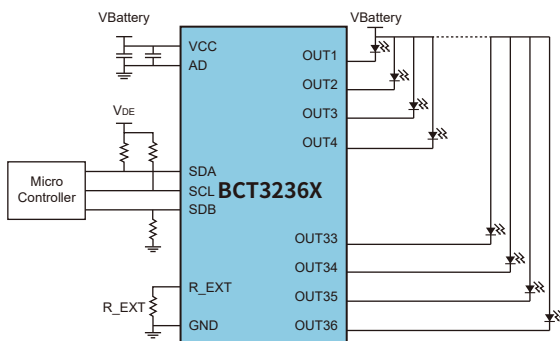 VBattery
VCC
AD
VDE
Micro
Controller
SDA
SCL
SDB
R_EXT
R_EXT
GND
BCT3236X
VBattery
OUT1
OUT2
OUT3
OUT4
OUT33
OUT34
OUT35
OUT36